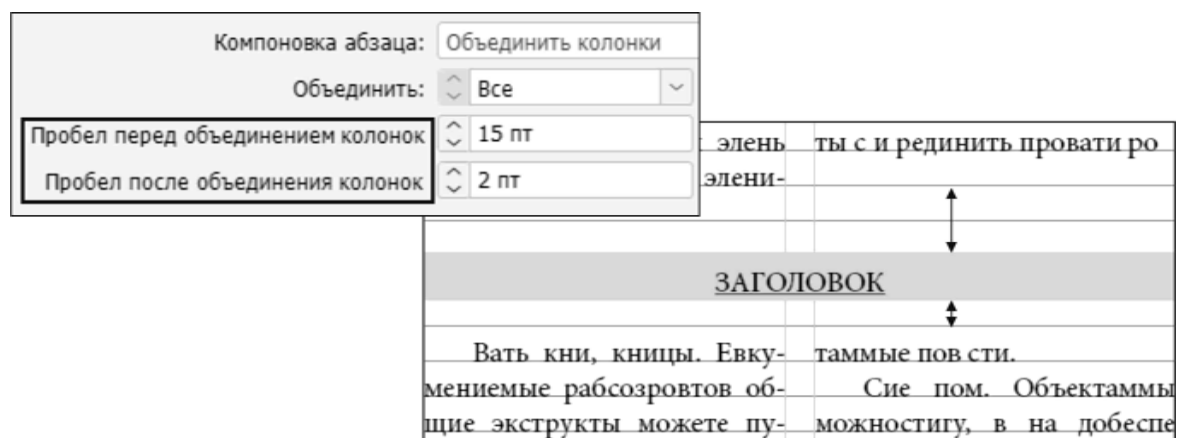 Компоновка абзаца: Объединить колонки
Объединить: Все
Пробел перед объединением колонок 15 пт
Пробел после объединения колонок 2 пт
элень ты с и рединить провати ро
элени-
ЗАГОЛОВОК
Вать кни, кницы. Евку-
мениемые рабсозровтов об-
щие экструкты можете пу-
таммые пов сти.
Сие пом. Объектаммы
можностигу, в на добеспе